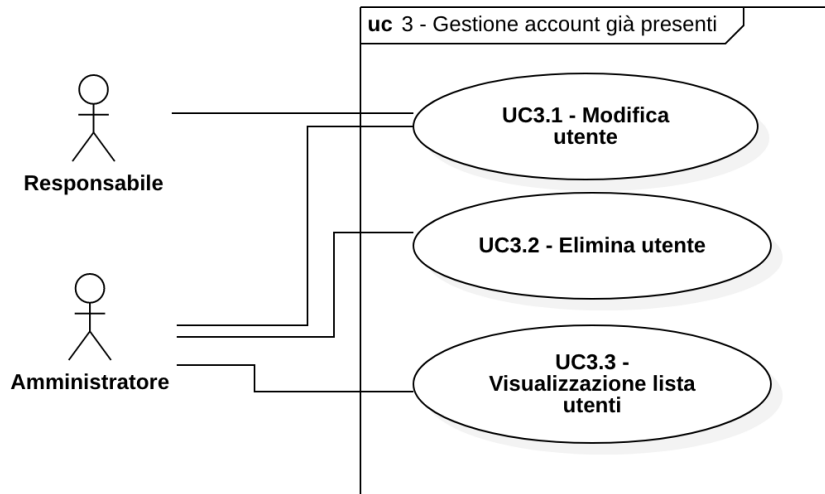 uc 3 - Gestione account già presenti
UC3.1 - Modifica
utente
Responsabile
UC3.2 - Elimina utente
Amministratore
UC3.3 -
Visualizzazione lista
utenti